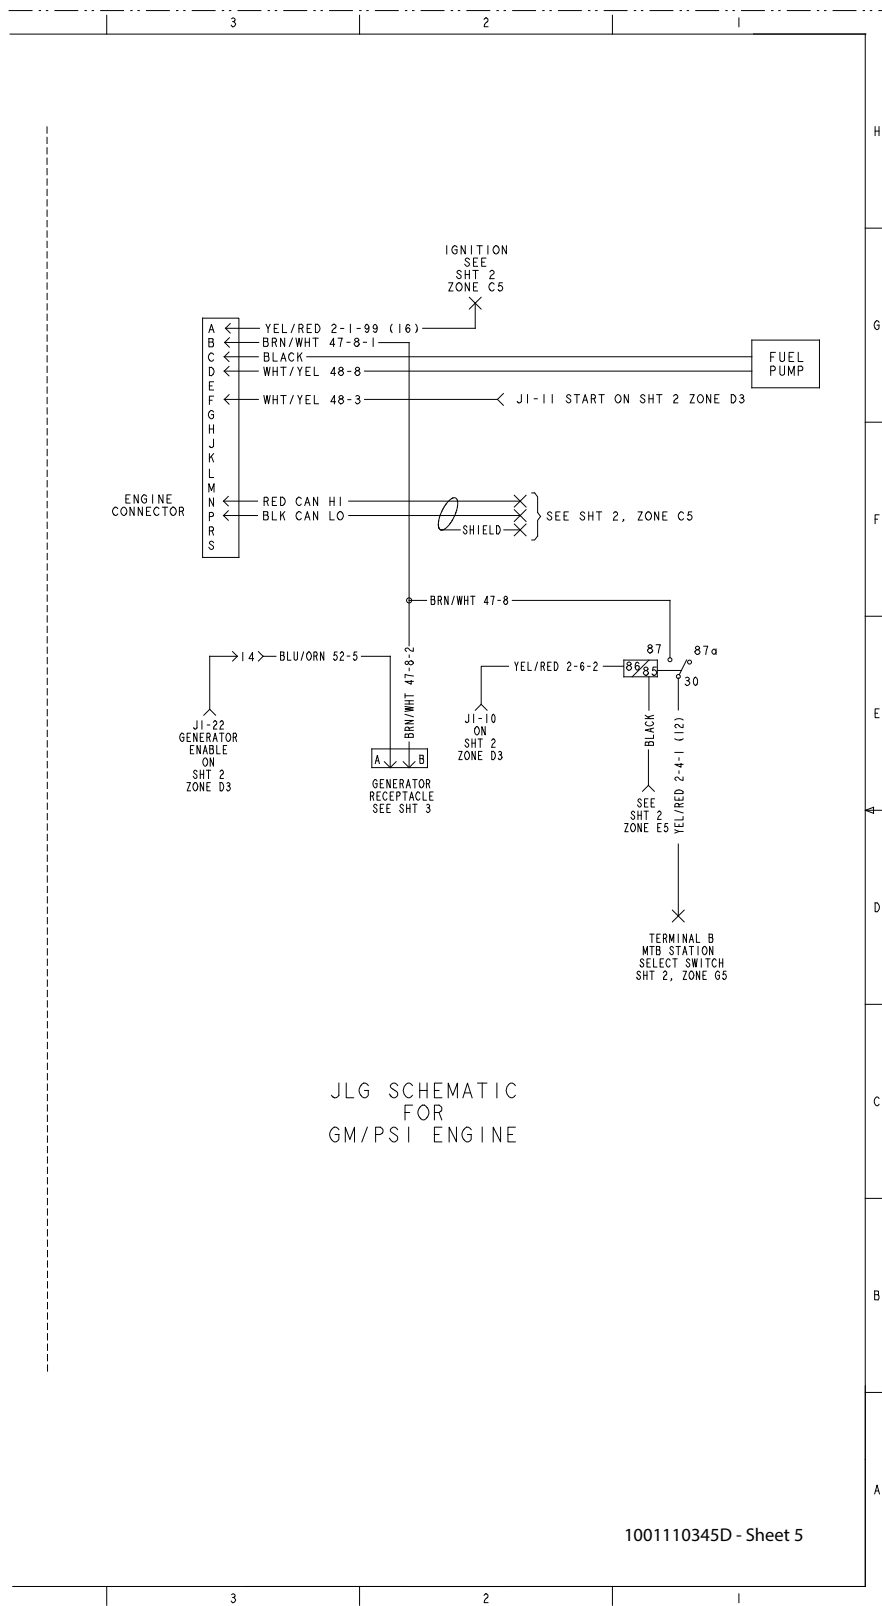 3 2 1
H
IGNITION
SEE
SHT 2
ZONE C5
G
A YEL/RED 2-1-99 (16)
B BRN/WHT 47-8-1
C BLACK
D WHT/YEL 48-8
FUEL
PUMP
E
F WHT/YEL 48-3 J1-11 START ON SHT 2 ZONE D3
G
H
J
K
L
M
N RED CAN HI
P BLK CAN LO
R
S
SHIELD
SEE SHT 2, ZONE C5
ENGINE
CONNECTOR
F
BRN/WHT 47-8
14 BLU/ORN 52-5
BRN/WHT 47-8-2
YEL/RED 2-6-2
86 85
87 87a
30
E
J1-22
GENERATOR
ENABLE
ON
SHT 2
ZONE D3
A B
GENERATOR
RECEPTACLE
SEE SHT 3
J1-10
ON
SHT 2
ZONE D3
BLACK
YEL/RED 2-4-1 (12)
SEE
SHT 2
ZONE E5
D
TERMINAL B
MTB STATION
SELECT SWITCH
SHT 2, ZONE G5
JLG SCHEMATIC
FOR
GM/PSI ENGINE
C
B
A
1001110345D - Sheet 5
3 2 1